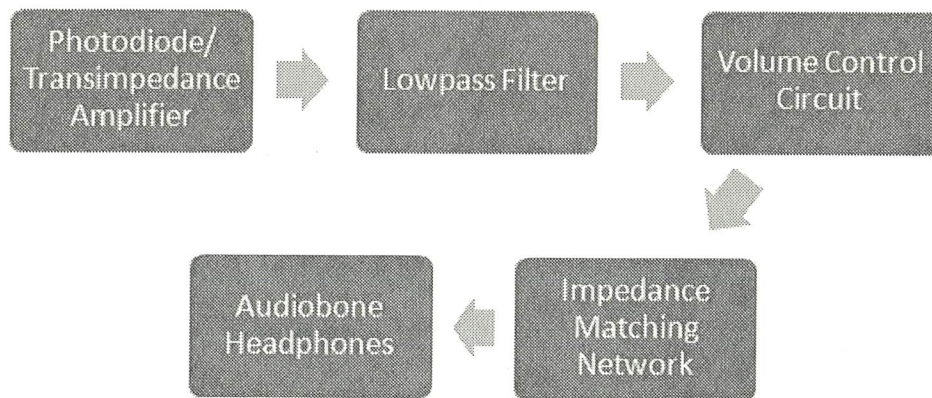 Photodiode/
Transimpedance
Amplifier
Lowpass Filter
Volume Control
Circuit
Impedance
Matching
Network
Audiobone
Headphones